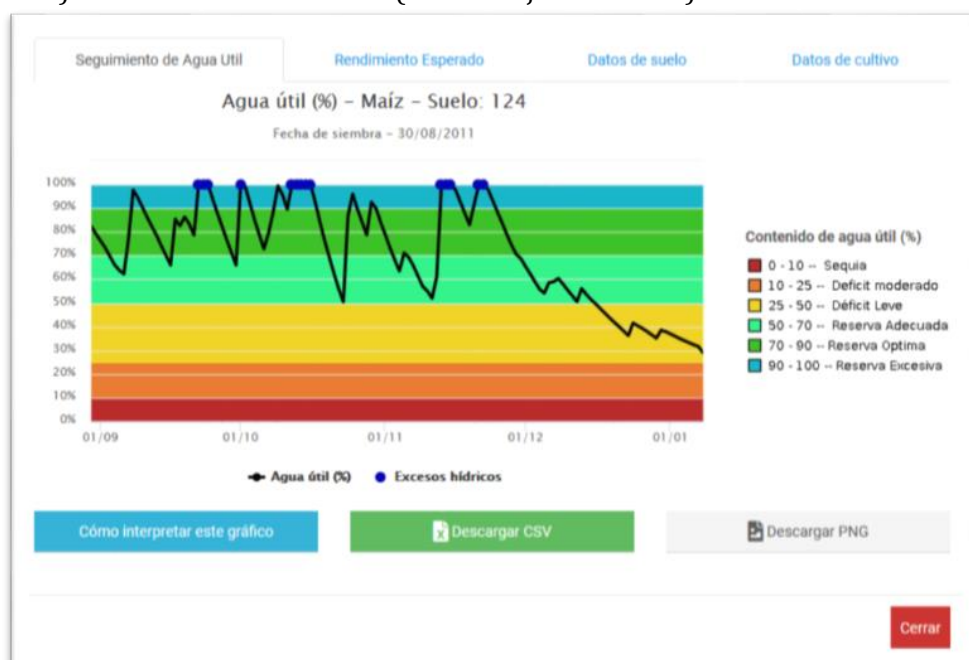 Seguimiento de Agua Util
Rendimiento Esperado
Datos de suelo
Datos de cultivo
Agua útil (%) – Maíz – Suelo: 124
Fecha de siembra – 30/08/2011
100%
90%
80%
70%
60%
50%
40%
30%
20%
10%
0%
01/09
01/10
01/11
01/12
01/01
Contenido de agua útil (%)
0 - 10 -- Sequia
10 - 25 -- Deficit moderado
25 - 50 -- Déficit Leve
50 - 70 -- Reserva Adecuada
70 - 90 -- Reserva Optima
90 - 100 -- Reserva Excesiva
Agua útil (%)
Excesos hídricos
Cómo interpretar este gráfico
Descargar CSV
Descargar PNG
Cerrar